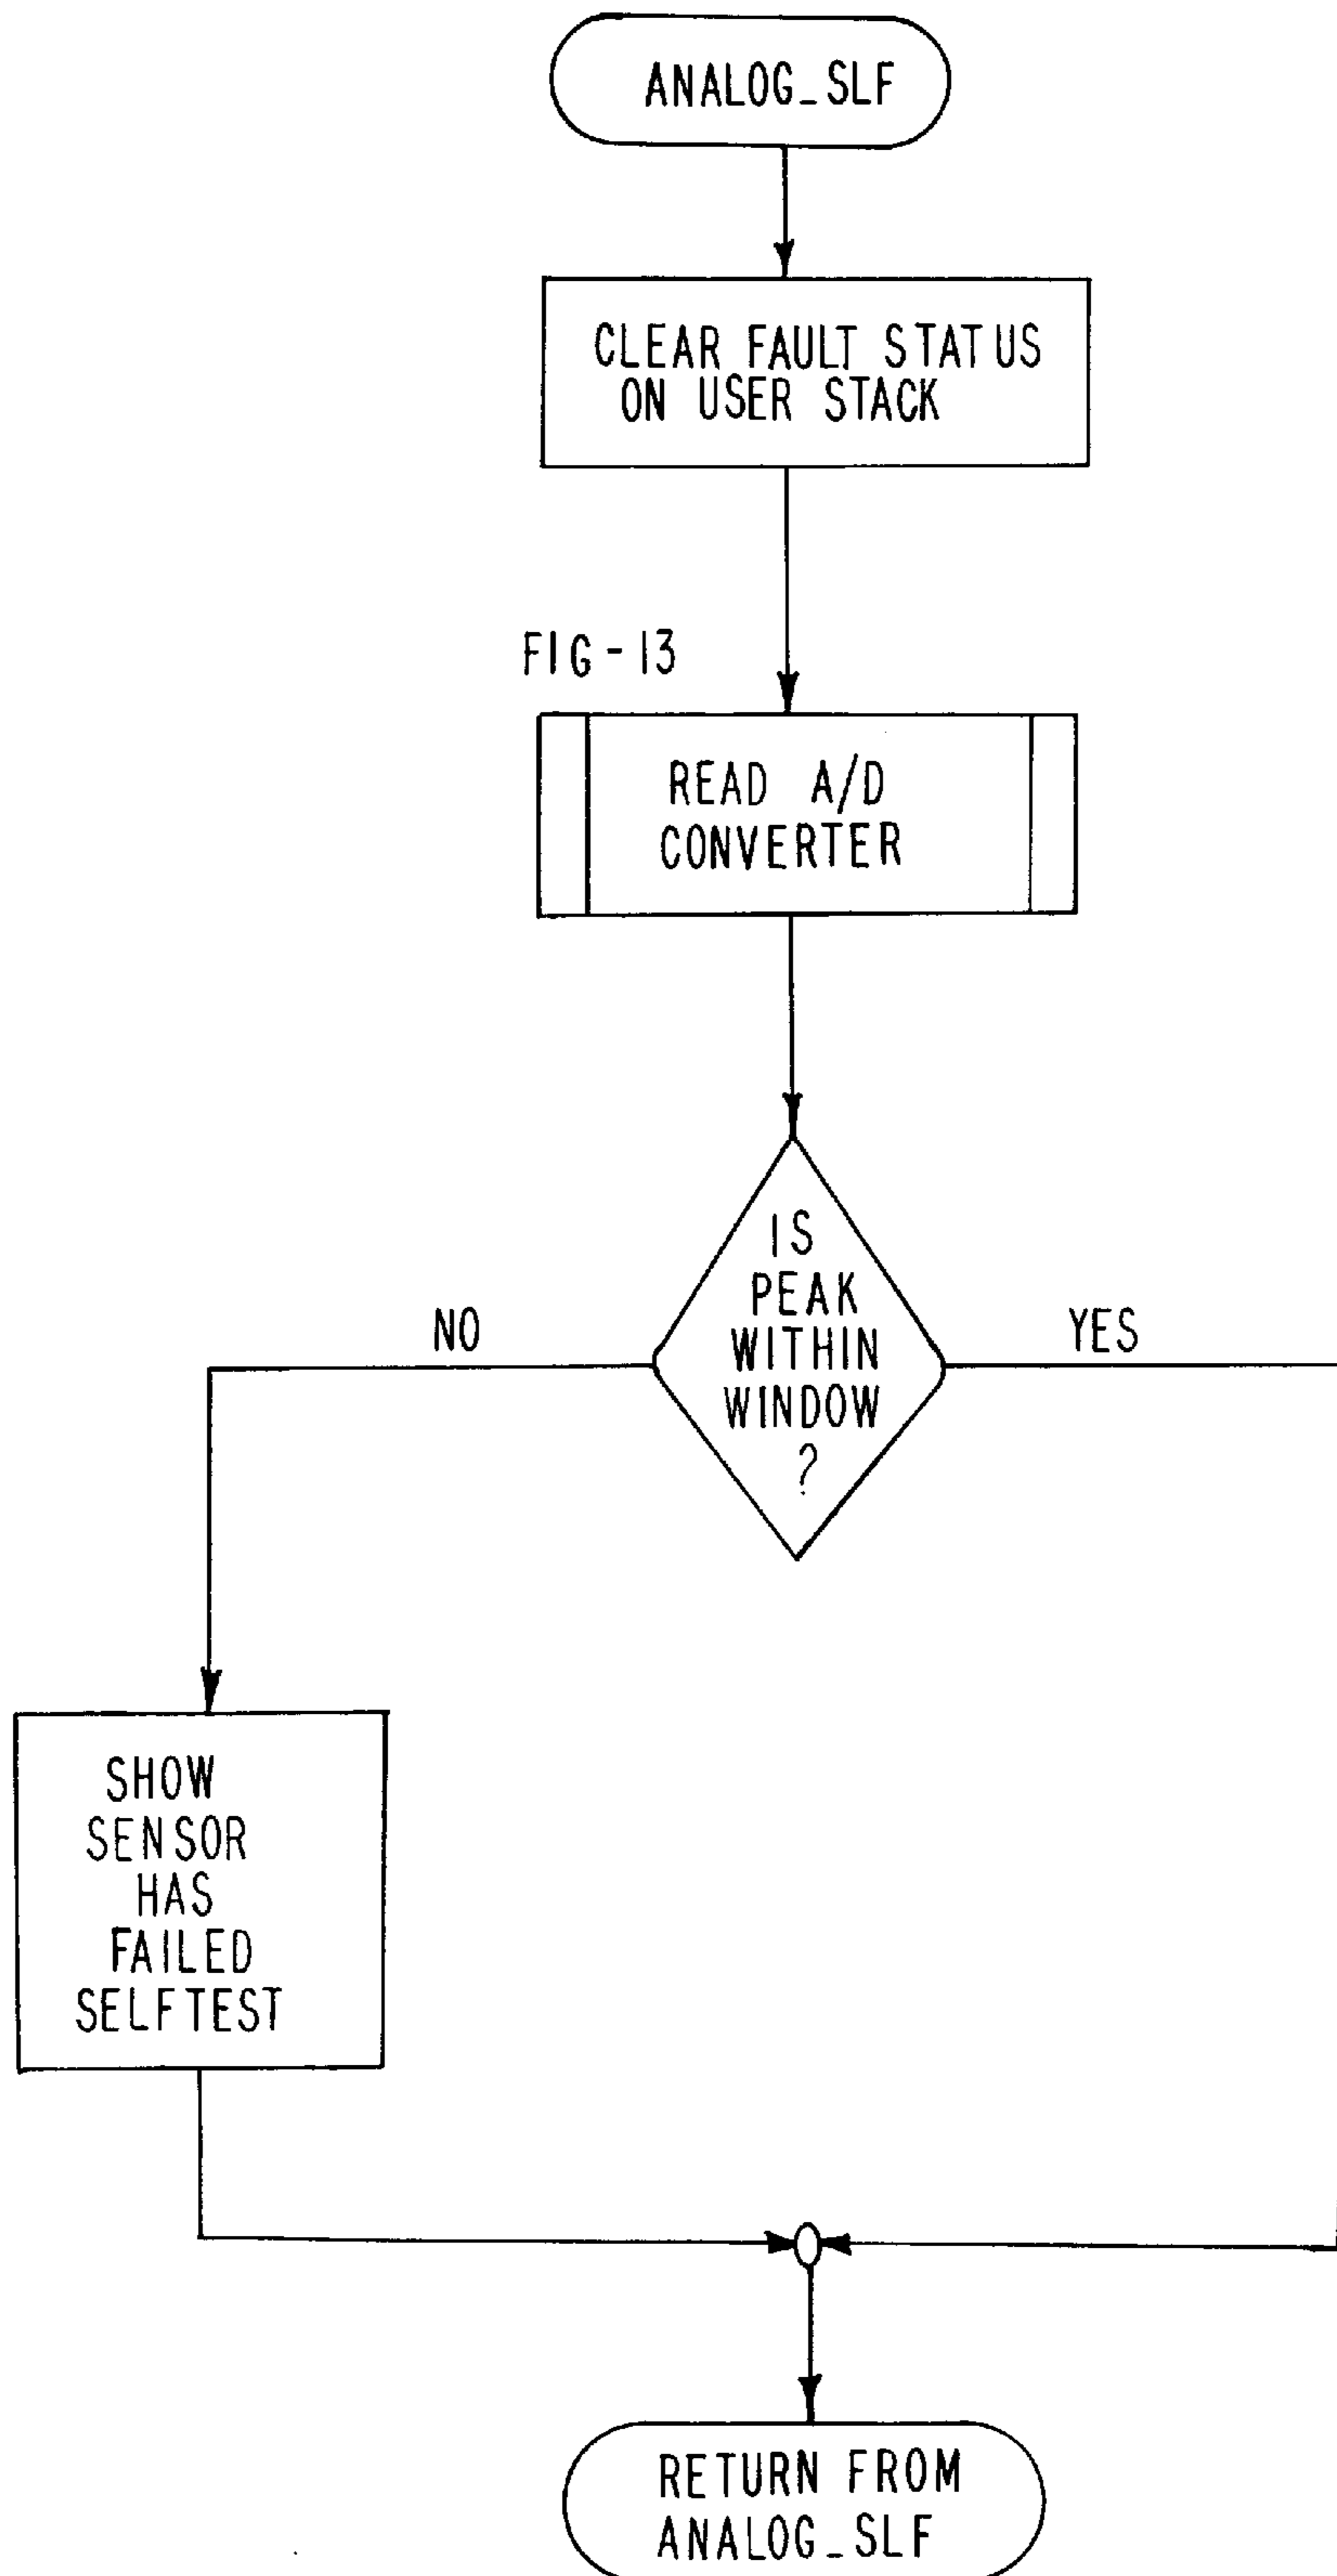 ANALOG_SLF
CLEAR FAULT STATUS
ON USER STACK
FIG-13
READ A/D
CONVERTER
IS
PEAK
WITHIN
WINDOW
?
NO
YES
SHOW
SENSOR
HAS
FAILED
SELFTEST
RETURN FROM
ANALOG_SLF